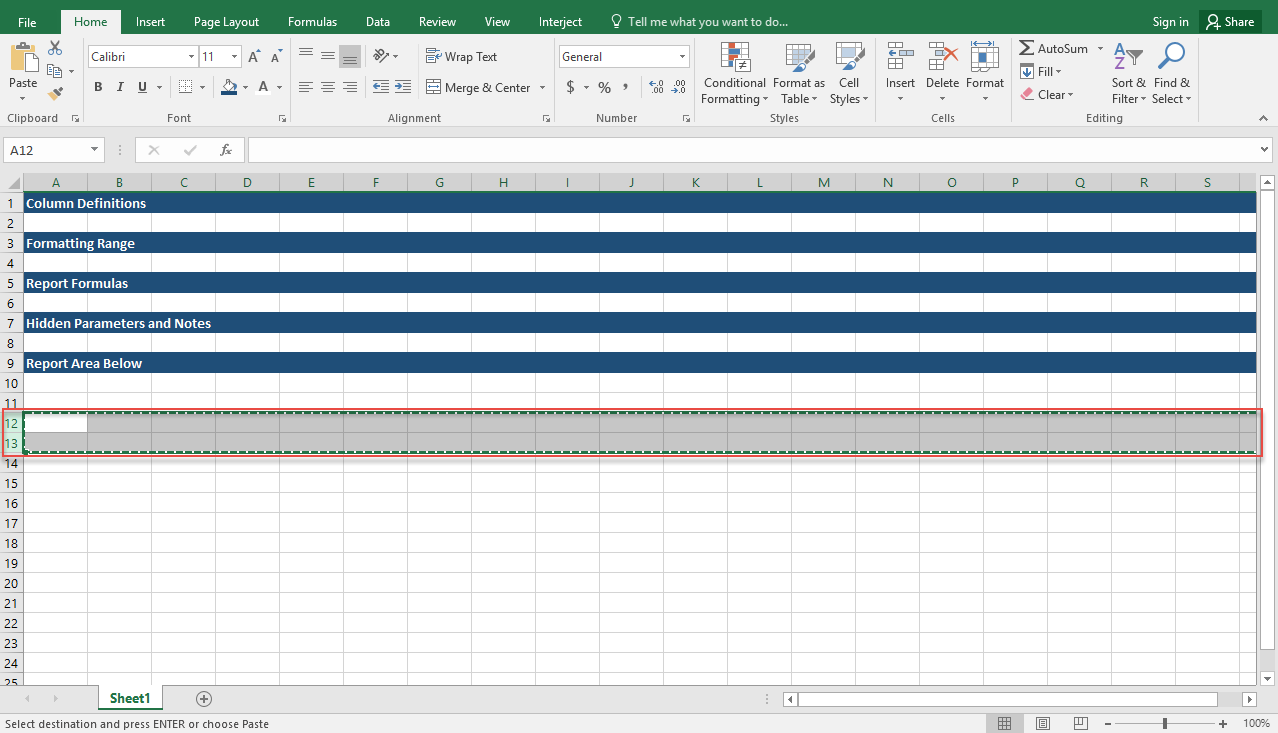 File Home Insert Page Layout Formulas Data Review View Interject Tell me what you want to do... Sign in Share
Paste
Clipboard
Calibri 11
B I U A
Font
Wrap Text
Merge & Center
Alignment
General
$ % ,
Number
Conditional Formatting
Format as Table
Cell Styles
Styles
Insert Delete Format
Cells
AutoSum
Fill
Clear
Sort & Filter
Find & Select
Editing
A12 fx
A B C D E F G H I J K L M N O P Q R S
1 Column Definitions
2
3 Formatting Range
4
5 Report Formulas
6
7 Hidden Parameters and Notes
8
9 Report Area Below
10
11
12
13
14
15
16
17
18
19
20
21
22
23
24
25
Sheet1
Select destination and press ENTER or choose Paste 100%